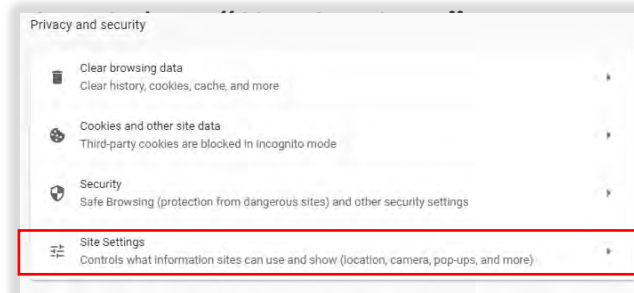 Privacy and security
Clear browsing data
Clear history, cookies, cache, and more
Cookies and other site data
Third-party cookies are blocked in Incognito mode
Security
Safe Browsing (protection from dangerous sites) and other security settings
Site Settings
Controls what information sites can use and show (location, camera, pop-ups, and more)